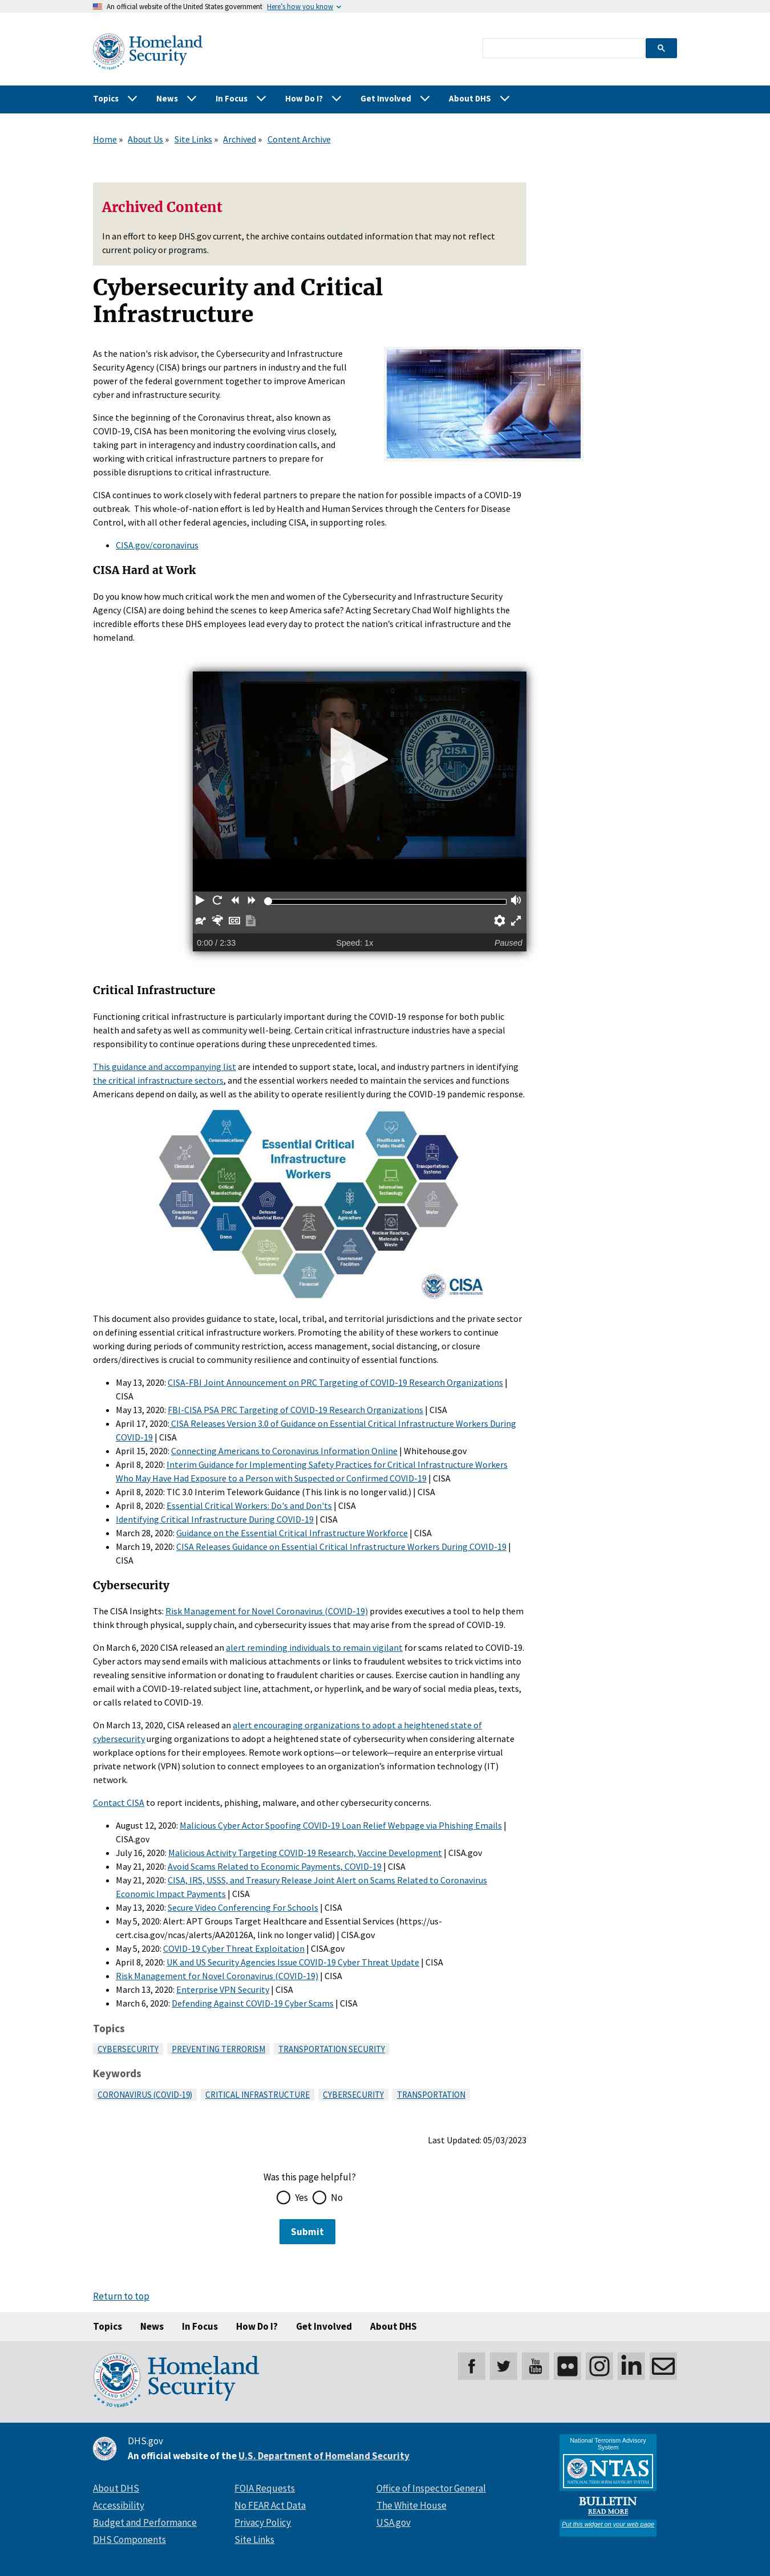 An official website of the United States government Here's how you know
Homeland
Security
Topics News In Focus How Do I? Get Involved About DHS
Home » About Us » Site Links » Archived » Content Archive
Archived Content
In an effort to keep DHS.gov current, the archive contains outdated information that may not reflect
current policy or programs.
Cybersecurity and Critical
Infrastructure
As the nation's risk advisor, the Cybersecurity and Infrastructure
Security Agency (CISA) brings our partners in industry and the full
power of the federal government together to improve American
cyber and infrastructure security.
Since the beginning of the Coronavirus threat, also known as
COVID-19, CISA has been monitoring the evolving virus closely,
taking part in interagency and industry coordination calls, and
working with critical infrastructure partners to prepare for
possible disruptions to critical infrastructure.
CISA continues to work closely with federal partners to prepare the nation for possible impacts of a COVID-19
outbreak. This whole-of-nation effort is led by Health and Human Services through the Centers for Disease
Control, with all other federal agencies, including CISA, in supporting roles.
CISA.gov/coronavirus
CISA Hard at Work
Do you know how much critical work the men and women of the Cybersecurity and Infrastructure Security
Agency (CISA) are doing behind the scenes to keep America safe? Acting Secretary Chad Wolf highlights the
incredible efforts these DHS employees lead every day to protect the nation’s critical infrastructure and the
homeland.
CISA
0:00 / 2:33 Speed: 1x Paused
Critical Infrastructure
Functioning critical infrastructure is particularly important during the COVID-19 response for both public
health and safety as well as community well-being. Certain critical infrastructure industries have a special
responsibility to continue operations during these unprecedented times.
This guidance and accompanying list are intended to support state, local, and industry partners in identifying
the critical infrastructure sectors, and the essential workers needed to maintain the services and functions
Americans depend on daily, as well as the ability to operate resiliently during the COVID-19 pandemic response.
Communications
Healthcare &
Public Health
Essential Critical
Infrastructure
Workers
Chemical
Transportations
Systems
Critical
Manufacturing
Information
Technology
Commercial
Facilities
Defense
Industrial Base
Food &
Agriculture
Water
Dams
Energy
Nuclear Reactors,
Materials &
Waste
Emergency
Services
Government
Facilities
Financial
CISA
This document also provides guidance to state, local, tribal, and territorial jurisdictions and the private sector
on defining essential critical infrastructure workers. Promoting the ability of these workers to continue
working during periods of community restriction, access management, social distancing, or closure
orders/directives is crucial to community resilience and continuity of essential functions.
May 13, 2020: CISA-FBI Joint Announcement on PRC Targeting of COVID-19 Research Organizations |
CISA
May 13, 2020: FBI-CISA PSA PRC Targeting of COVID-19 Research Organizations | CISA
April 17, 2020: CISA Releases Version 3.0 of Guidance on Essential Critical Infrastructure Workers During
COVID-19 | CISA
April 15, 2020: Connecting Americans to Coronavirus Information Online | Whitehouse.gov
April 8, 2020: Interim Guidance for Implementing Safety Practices for Critical Infrastructure Workers
Who May Have Had Exposure to a Person with Suspected or Confirmed COVID-19 | CISA
April 8, 2020: TIC 3.0 Interim Telework Guidance (This link is no longer valid.) | CISA
April 8, 2020: Essential Critical Workers: Do's and Don'ts | CISA
Identifying Critical Infrastructure During COVID-19 | CISA
March 28, 2020: Guidance on the Essential Critical Infrastructure Workforce | CISA
March 19, 2020: CISA Releases Guidance on Essential Critical Infrastructure Workers During COVID-19 |
CISA
Cybersecurity
The CISA Insights: Risk Management for Novel Coronavirus (COVID-19) provides executives a tool to help them
think through physical, supply chain, and cybersecurity issues that may arise from the spread of COVID-19.
On March 6, 2020 CISA released an alert reminding individuals to remain vigilant for scams related to COVID-19.
Cyber actors may send emails with malicious attachments or links to fraudulent websites to trick victims into
revealing sensitive information or donating to fraudulent charities or causes. Exercise caution in handling any
email with a COVID-19-related subject line, attachment, or hyperlink, and be wary of social media pleas, texts,
or calls related to COVID-19.
On March 13, 2020, CISA released an alert encouraging organizations to adopt a heightened state of
cybersecurity urging organizations to adopt a heightened state of cybersecurity when considering alternate
workplace options for their employees. Remote work options—or telework—require an enterprise virtual
private network (VPN) solution to connect employees to an organization’s information technology (IT)
network.
Contact CISA to report incidents, phishing, malware, and other cybersecurity concerns.
August 12, 2020: Malicious Cyber Actor Spoofing COVID-19 Loan Relief Webpage via Phishing Emails |
CISA.gov
July 16, 2020: Malicious Activity Targeting COVID-19 Research, Vaccine Development | CISA.gov
May 21, 2020: Avoid Scams Related to Economic Payments, COVID-19 | CISA
May 21, 2020: CISA, IRS, USSS, and Treasury Release Joint Alert on Scams Related to Coronavirus
Economic Impact Payments | CISA
May 13, 2020: Secure Video Conferencing For Schools | CISA
May 5, 2020: Alert: APT Groups Target Healthcare and Essential Services (https://us-
cert.cisa.gov/ncas/alerts/AA20126A, link no longer valid) | CISA.gov
May 5, 2020: COVID-19 Cyber Threat Exploitation | CISA.gov
April 8, 2020: UK and US Security Agencies Issue COVID-19 Cyber Threat Update | CISA
Risk Management for Novel Coronavirus (COVID-19) | CISA
March 13, 2020: Enterprise VPN Security | CISA
March 6, 2020: Defending Against COVID-19 Cyber Scams | CISA
Topics
CYBERSECURITY PREVENTING TERRORISM TRANSPORTATION SECURITY
Keywords
CORONAVIRUS (COVID-19) CRITICAL INFRASTRUCTURE CYBERSECURITY TRANSPORTATION
Last Updated: 05/03/2023
Was this page helpful?
Yes No
Submit
Return to top
Topics News In Focus How Do I? Get Involved About DHS
Homeland
Security
20 YEARS
DHS.gov
An official website of the U.S. Department of Homeland Security
National Terrorism Advisory
System
NTAS
NATIONAL TERRORISM ADVISORY SYSTEM
BULLETIN
READ MORE
Put this widget on your web page
About DHS FOIA Requests Office of Inspector General
Accessibility No FEAR Act Data The White House
Budget and Performance Privacy Policy USA.gov
DHS Components Site Links